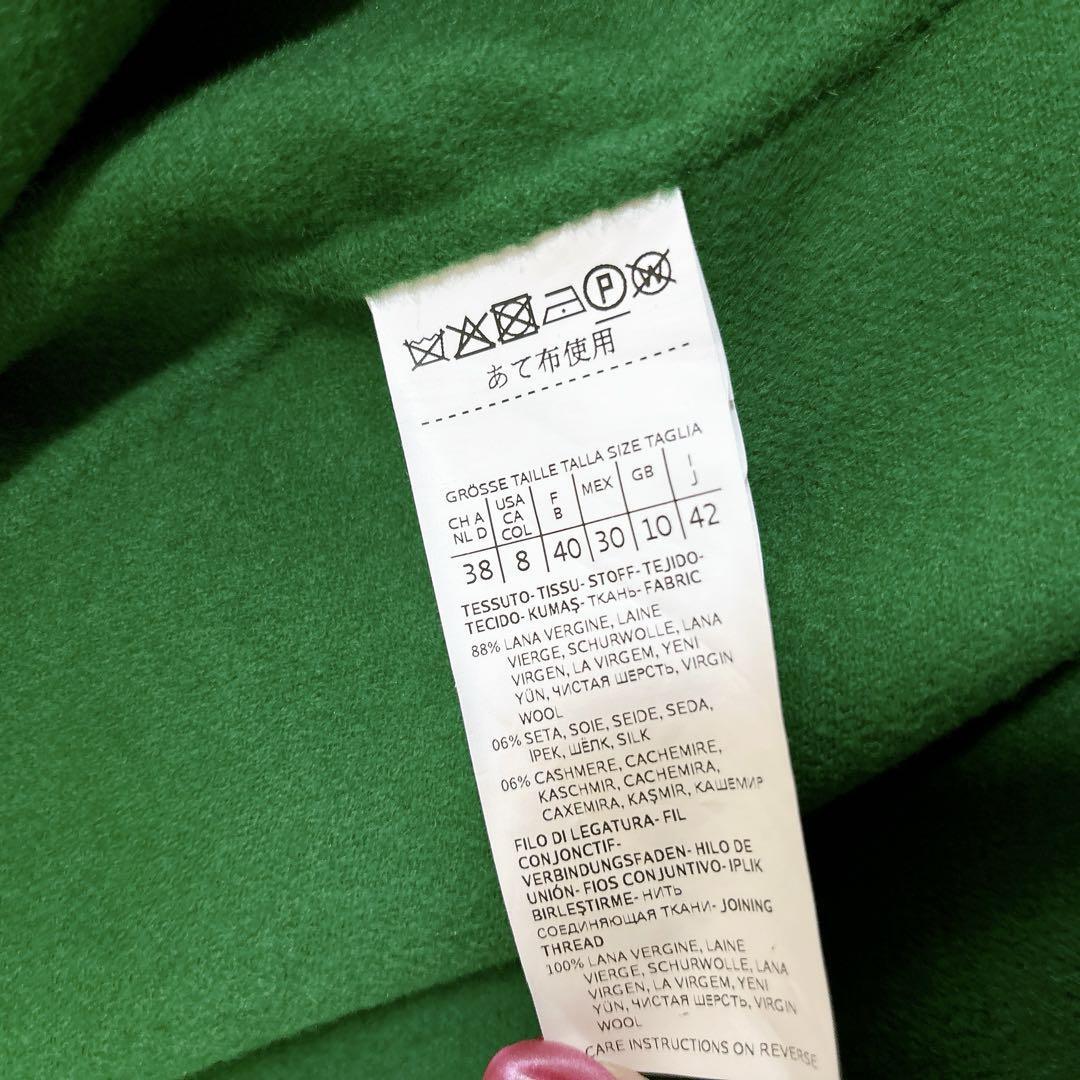 P W
あて布使用
GRÖSSE TAILLE TALLA SIZE TAGLIA
CH A NL D USA CA COL F B MEX GB I J
38 8 40 30 10 42
TESSUTO- TISSU- STOFF- TEJIDO-
TECIDO- KUMAŞ- ТКАНЬ- FABRIC
88% LANA VERGINE, LAINE
VIERGE, SCHURWOLLE, LANA
VIRGEN, LA VIRGEM, YENI
YÜN, ЧИСТАЯ ШЕРСТЬ, VIRGIN
WOOL
06% SETA, SOIE, SEIDE, SEDA,
IPEK, ШЁЛК, SILK
06% CASHMERE, CACHEMIRE,
KASCHMIR, CACHEMIRA,
CAXEMIRA, KAŞMIR, КАШЕМИР
FILO DI LEGATURA- FIL
CONJONCTIF-
VERBINDUNGSFADEN- HILO DE
UNIÓN- FIOS CONJUNTIVO- IPLIK
BIRLEŞTIRME- НИТЬ
СОЕДИНЯЮЩАЯ ТКАНИ- JOINING
THREAD
100% LANA VERGINE, LAINE
VIERGE, SCHURWOLLE, LANA
VIRGEN, LA VIRGEM, YENI
YÜN, ЧИСТАЯ ШЕРСТЬ, VIRGIN
WOOL
CARE INSTRUCTIONS ON REVERSE